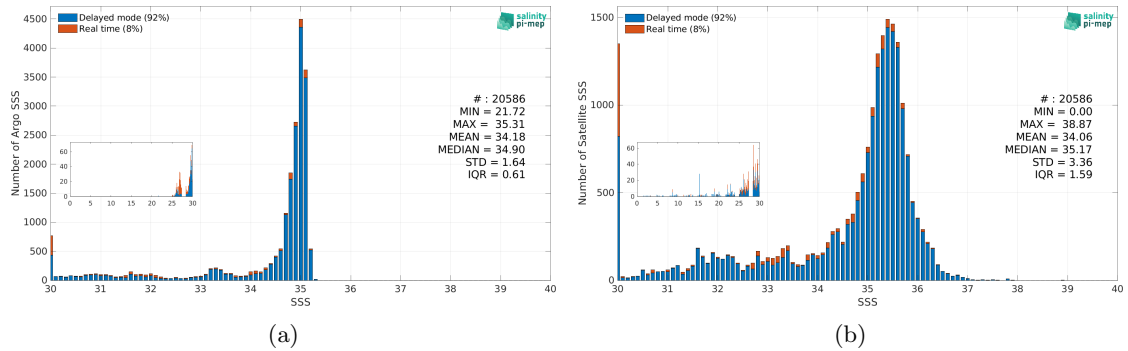 Delayed mode (92%)
Real time (8%)
salinity
pi-mep
# : 20586
MIN = 21.72
MAX = 35.31
MEAN = 34.18
MEDIAN = 34.90
STD = 1.64
IQR = 0.61
Number of Argo SSS
4500
4000
3500
3000
2500
2000
1500
1000
500
0
60
40
20
0
5 10 15 20 25 30
30 31 32 33 34 35 36 37 38 39 40
SSS
(a)
Delayed mode (92%)
Real time (8%)
salinity
pi-mep
# : 20586
MIN = 0.00
MAX = 38.87
MEAN = 34.06
MEDIAN = 35.17
STD = 3.36
IQR = 1.59
Number of Satellite SSS
1500
1000
500
0
60
40
20
0
0 5 10 15 20 25 30
30 31 32 33 34 35 36 37 38 39 40
SSS
(b)